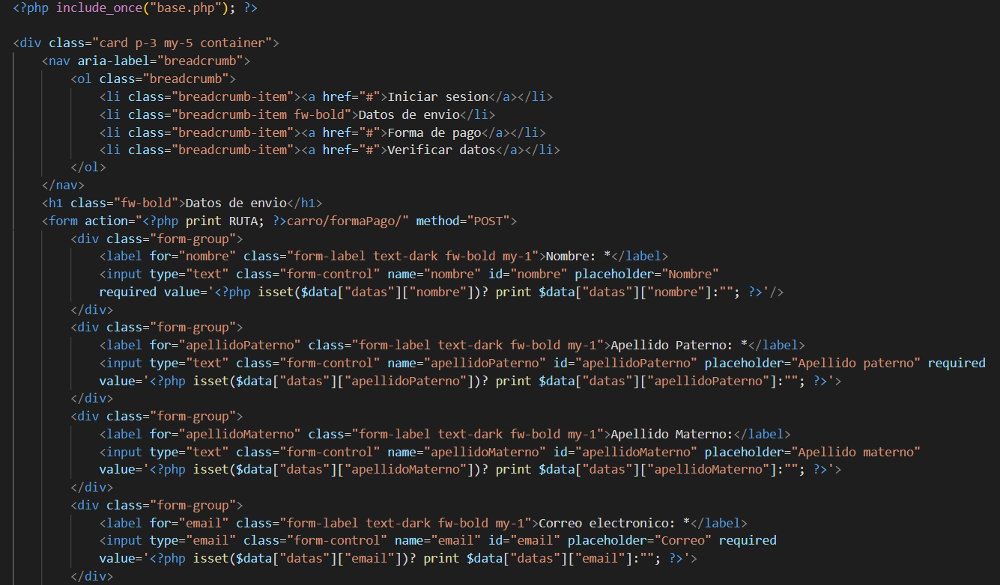 <?php include_once("base.php"); ?>
<div class="card p-3 my-5 container">
<nav aria-label="breadcrumb">
<ol class="breadcrumb">
<li class="breadcrumb-item"><a href="#">Iniciar sesion</a></li>
<li class="breadcrumb-item fw-bold">Datos de envio</li>
<li class="breadcrumb-item"><a href="#">Forma de pago</a></li>
<li class="breadcrumb-item"><a href="#">Verificar datos</a></li>
</ol>
</nav>
<h1 class="fw-bold">Datos de envio</h1>
<form action="<?php print RUTA; ?>carro/formaPago/" method="POST">
<div class="form-group">
<label for="nombre" class="form-label text-dark fw-bold my-1">Nombre: *</label>
<input type="text" class="form-control" name="nombre" id="nombre" placeholder="Nombre"
required value='<?php isset($data["datas"]["nombre"])? print $data["datas"]["nombre"]:""; ?>'/>
</div>
<div class="form-group">
<label for="apellidoPaterno" class="form-label text-dark fw-bold my-1">Apellido Paterno: *</label>
<input type="text" class="form-control" name="apellidoPaterno" id="apellidoPaterno" placeholder="Apellido paterno" required
value='<?php isset($data["datas"]["apellidoPaterno"])? print $data["datas"]["apellidoPaterno"]:""; ?>'>
</div>
<div class="form-group">
<label for="apellidoMaterno" class="form-label text-dark fw-bold my-1">Apellido Materno:</label>
<input type="text" class="form-control" name="apellidoMaterno" id="apellidoMaterno" placeholder="Apellido materno"
value='<?php isset($data["datas"]["apellidoMaterno"])? print $data["datas"]["apellidoMaterno"]:""; ?>'>
</div>
<div class="form-group">
<label for="email" class="form-label text-dark fw-bold my-1">Correo electronico: *</label>
<input type="email" class="form-control" name="email" id="email" placeholder="Correo" required
value='<?php isset($data["datas"]["email"])? print $data["datas"]["email"]:""; ?>'>
</div>